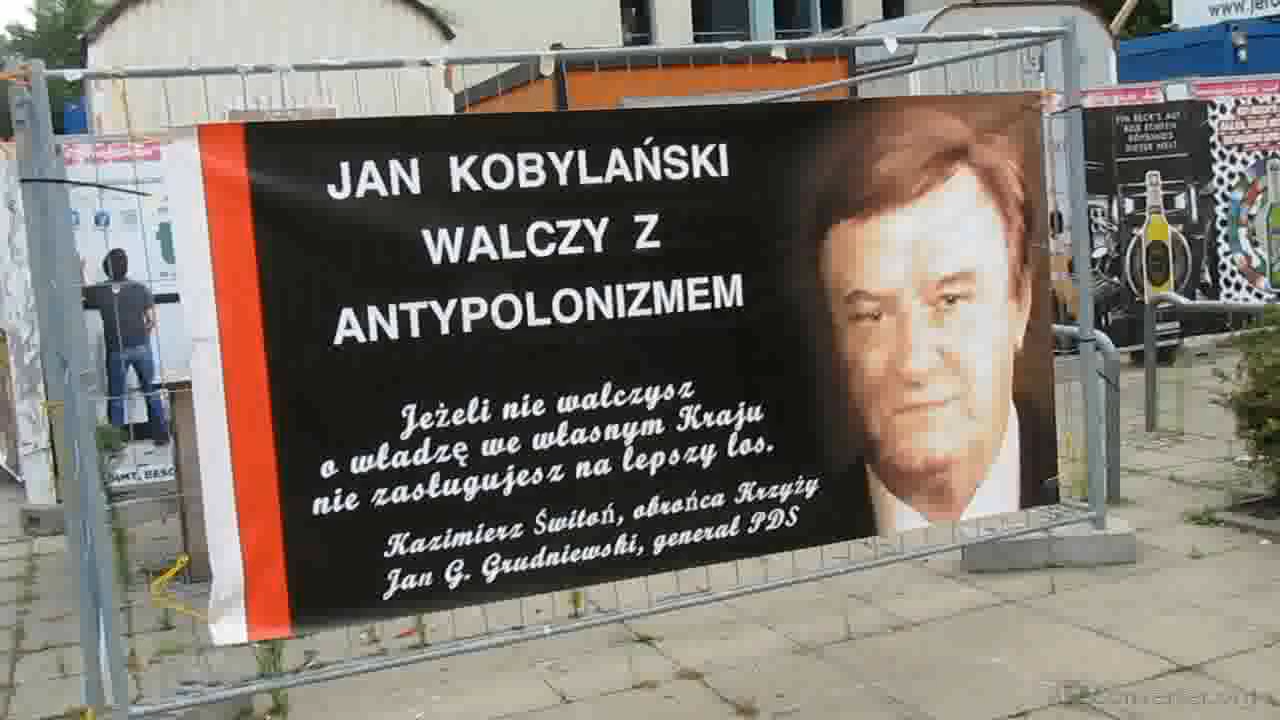 JAN KOBYLAŃSKI
WALCZY Z
ANTYPOLONIZMEM
Jeżeli nie walczysz
o władzę we własnym Kraju
nie zasługujesz na lepszy los.
Kazimierz Świtoń, obrońca Krzyży
Jan G. Grudniewski, generał PDS